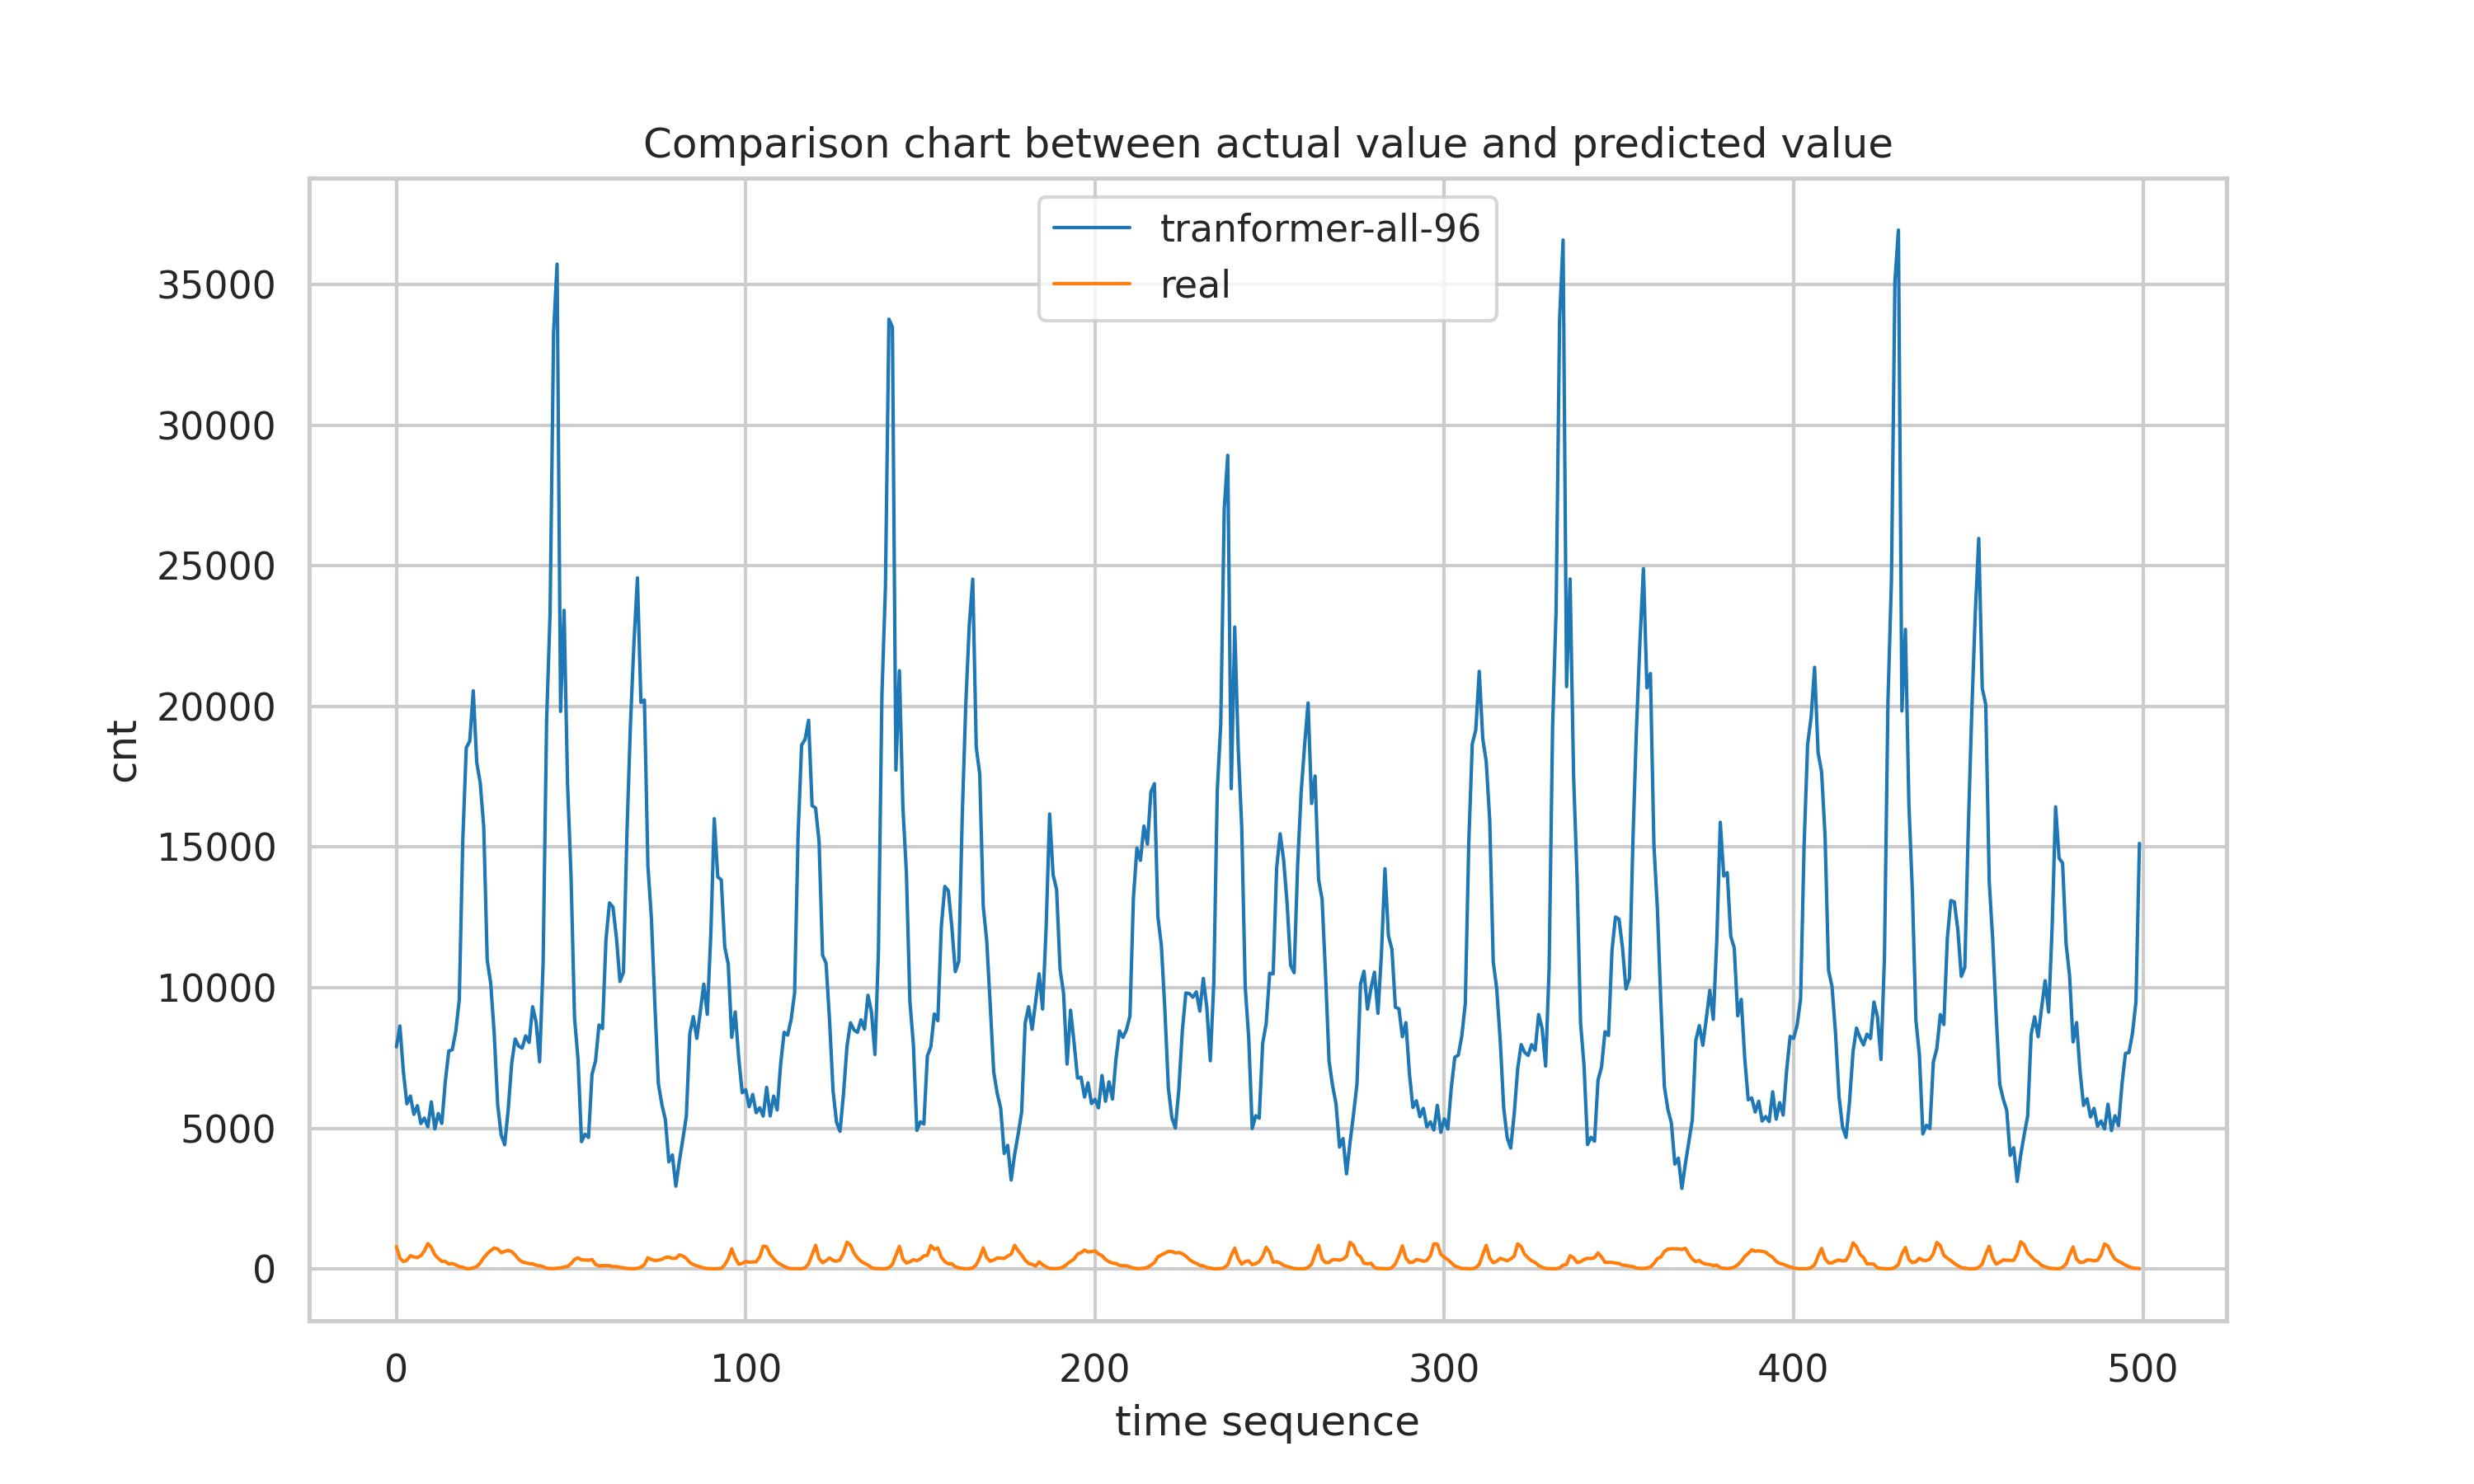 Comparison chart between actual value and predicted value
tranformer-all-96
real
35000
30000
25000
20000
15000
10000
5000
0
cnt
0 100 200 300 400 500
time sequence